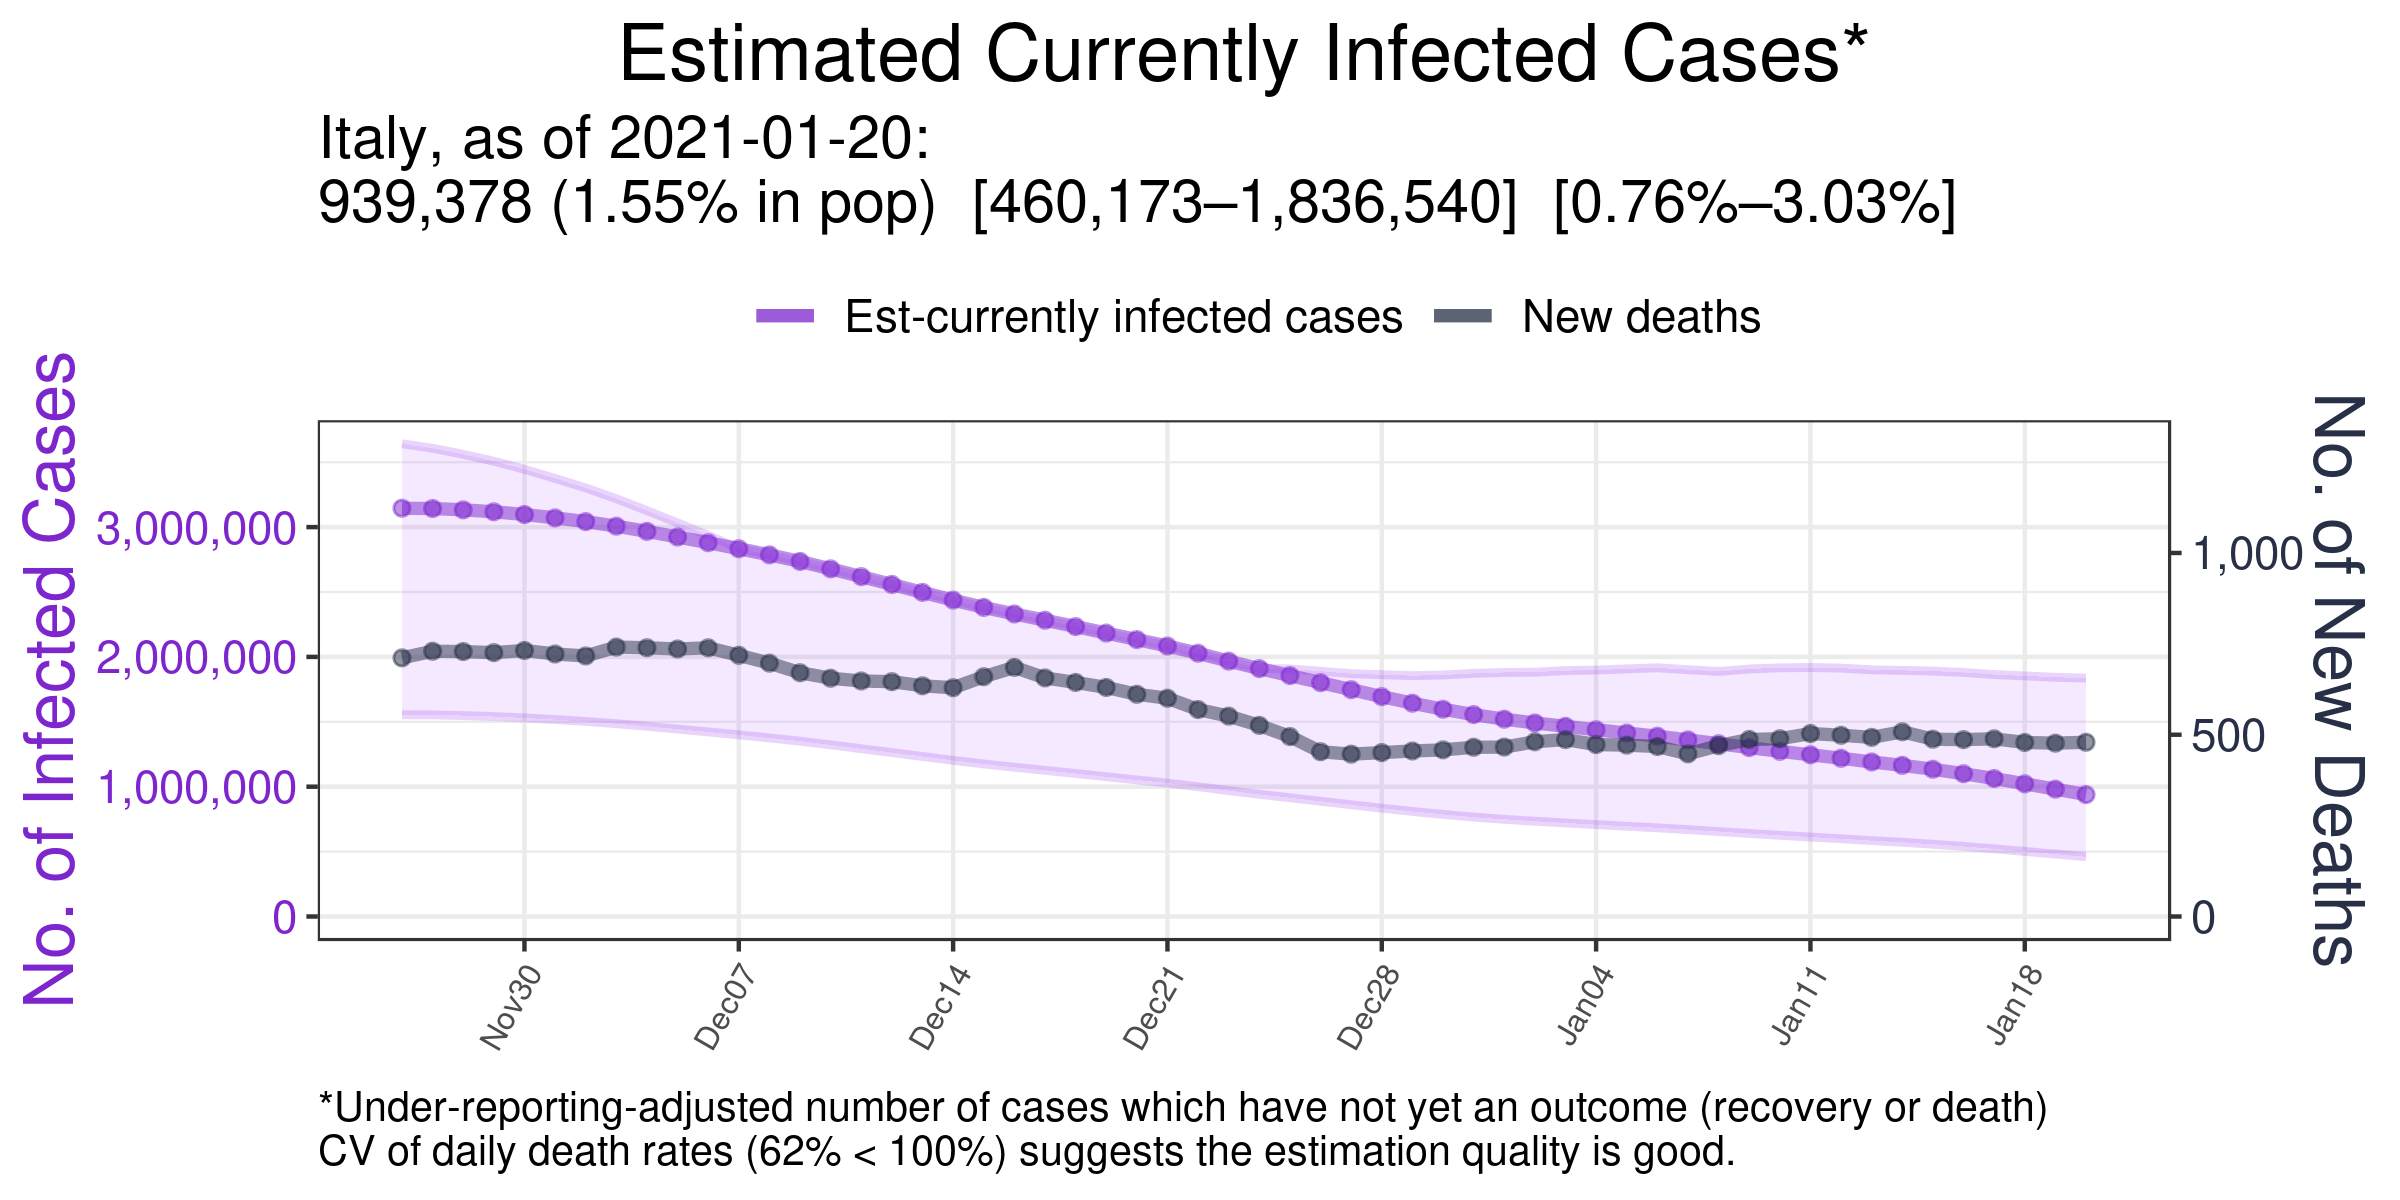 Estimated Currently Infected Cases*
Italy, as of 2021-01-20:
939,378 (1.55% in pop)  [460,173–1,836,540]  [0.76%–3.03%]
Est-currently infected cases
New deaths
No. of Infected Cases
3,000,000
2,000,000
1,000,000
0
No. of New Deaths
1,000
500
0
Nov30
Dec07
Dec14
Dec21
Dec28
Jan04
Jan11
Jan18
*Under-reporting-adjusted number of cases which have not yet an outcome (recovery or death)
CV of daily death rates (62% < 100%) suggests the estimation quality is good.